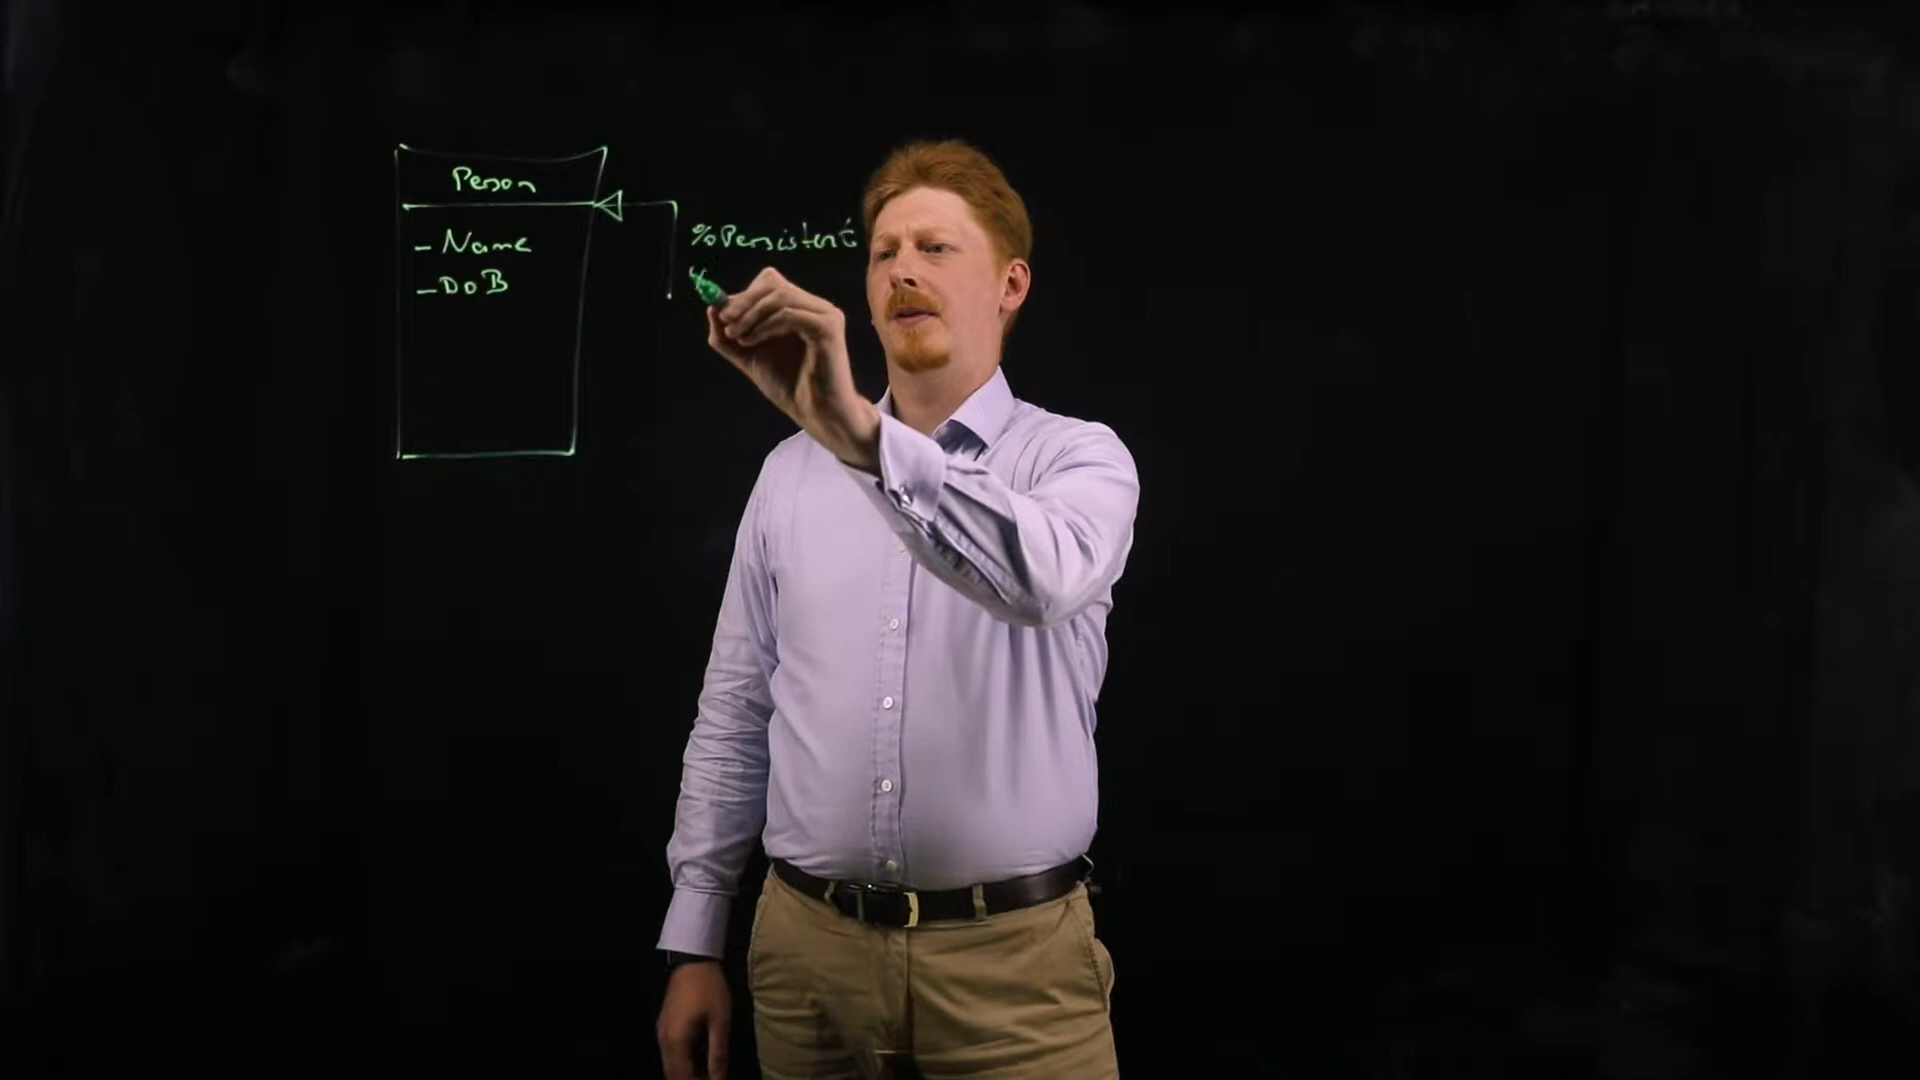 Person
- Name
- DoB
%Persistent
%